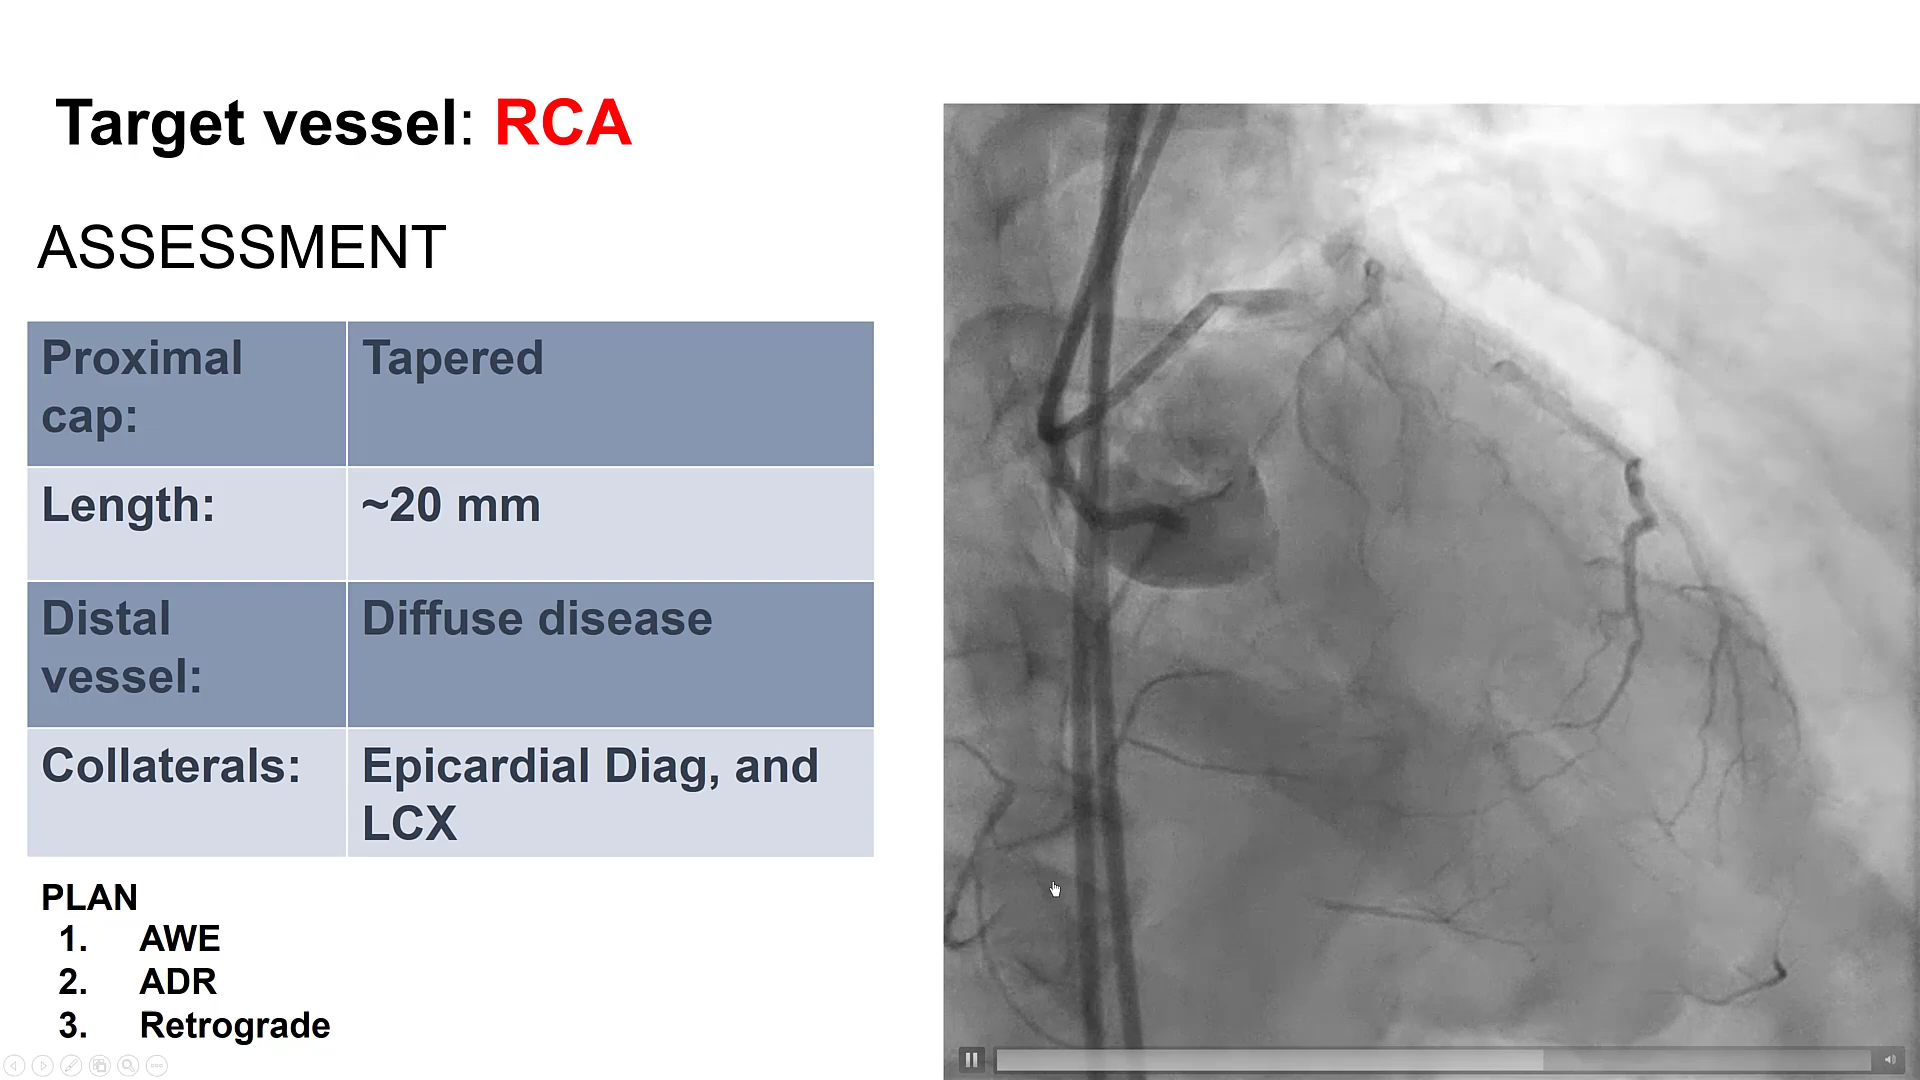 Target vessel: RCA
ASSESSMENT
Proximal
cap:
Tapered
Length:
~20 mm
Distal
vessel:
Diffuse disease
Collaterals:
Epicardial Diag, and
LCX
PLAN
1. AWE
2. ADR
3. Retrograde